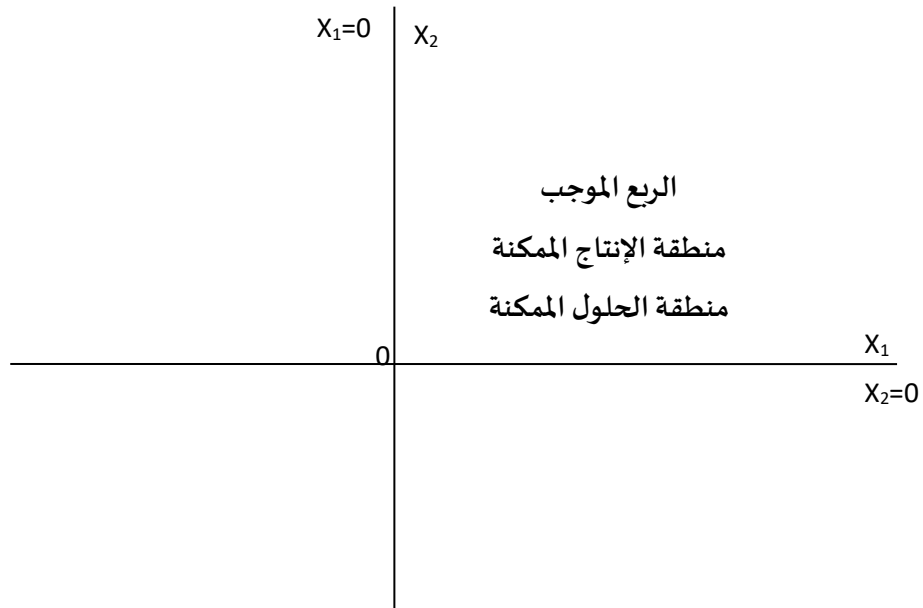 X₁=0
X₂
الربع الموجب
منطقة الإنتاج الممكنة
منطقة الحلول الممكنة
0
X₁
X₂=0